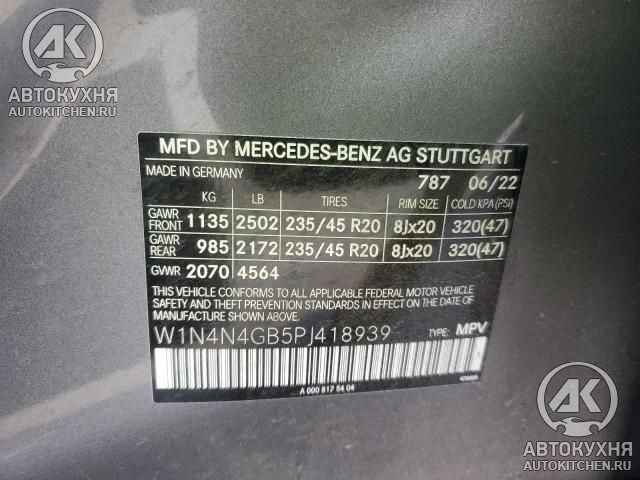 АК
АВТОКУХНЯ
AUTOKITCHEN.RU
MFD BY MERCEDES-BENZ AG STUTTGART
MADE IN GERMANY 787 06/22
KG LB TIRES RIM SIZE COLD KPA (PSI)
GAWR FRONT 1135 2502 235/45 R20 8Jx20 320(47)
GAWR REAR 985 2172 235/45 R20 8Jx20 320(47)
GVWR 2070 4564
THIS VEHICLE CONFORMS TO ALL APPLICABLE FEDERAL MOTOR VEHICLE
SAFETY AND THEFT PREVENTION STANDARDS IN EFFECT ON THE DATE OF
MANUFACTURE.
W1N4N4GB5PJ418939 TYPE: MPV
A 000 817 54 04
АК
АВТОКУХНЯ
AUTOKITCHEN.RU